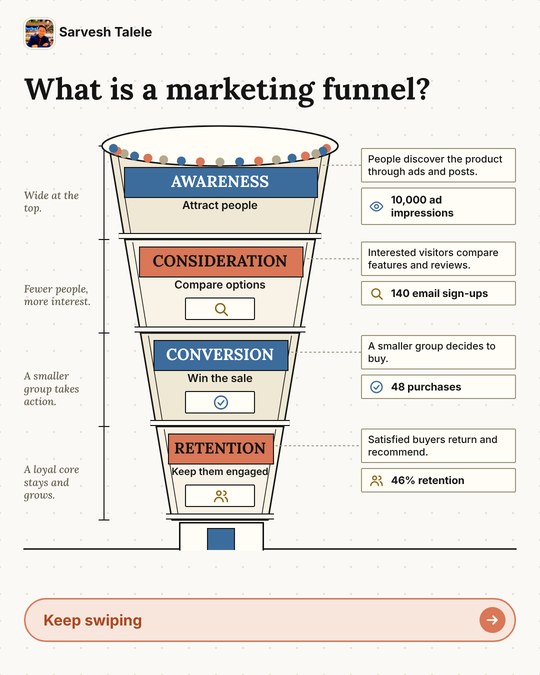 Sarvesh Talele
What is a marketing funnel?
Wide at the
top.
AWARENESS
Attract people
People discover the product
through ads and posts.
10,000 ad
impressions
Fewer people,
more interest.
CONSIDERATION
Compare options
Interested visitors compare
features and reviews.
140 email sign-ups
A smaller
group takes
action.
CONVERSION
Win the sale
A smaller group decides to
buy.
48 purchases
A loyal core
stays and
grows.
RETENTION
Keep them engaged
Satisfied buyers return and
recommend.
46% retention
Keep swiping